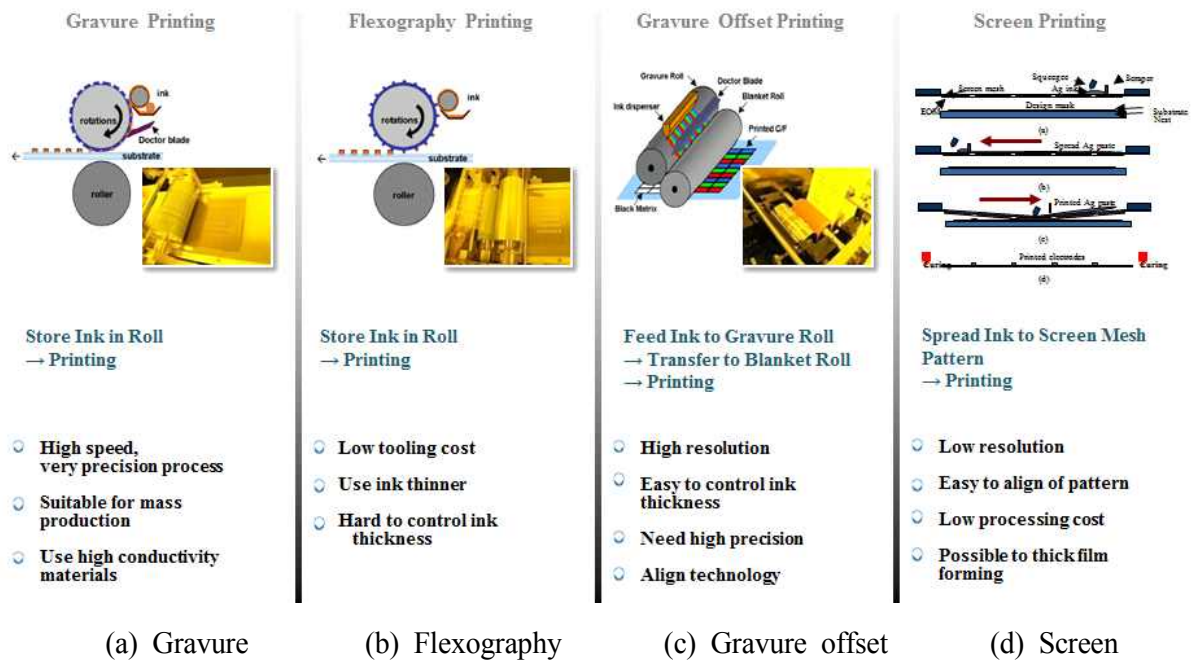 Gravure Printing
ink
rotations
Doctor blade
substrate
roller
Store Ink in Roll
→ Printing
High speed,
very precision process
Suitable for mass
production
Use high conductivity
materials
Flexography Printing
ink
rotations
substrate
roller
Store Ink in Roll
→ Printing
Low tooling cost
Use ink thinner
Hard to control ink
thickness
Gravure Offset Printing
Gravure Roll
Doctor Blade
Blanket Roll
Ink dispenser
Printed C/F
Black Matrix
Feed Ink to Gravure Roll
→ Transfer to Blanket Roll
→ Printing
High resolution
Easy to control ink
thickness
Need high precision
Align technology
Screen Printing
Squeegee
Screen mesh
Ag ink
Design mask
Substrate
(a)
Spread Ag paste
(b)
Printed Ag paste
(c)
Curing
Printed electrodes
Curing
(d)
Spread Ink to Screen Mesh
Pattern
→ Printing
Low resolution
Easy to align of pattern
Low processing cost
Possible to thick film
forming
(a) Gravure
(b) Flexography
(c) Gravure offset
(d) Screen